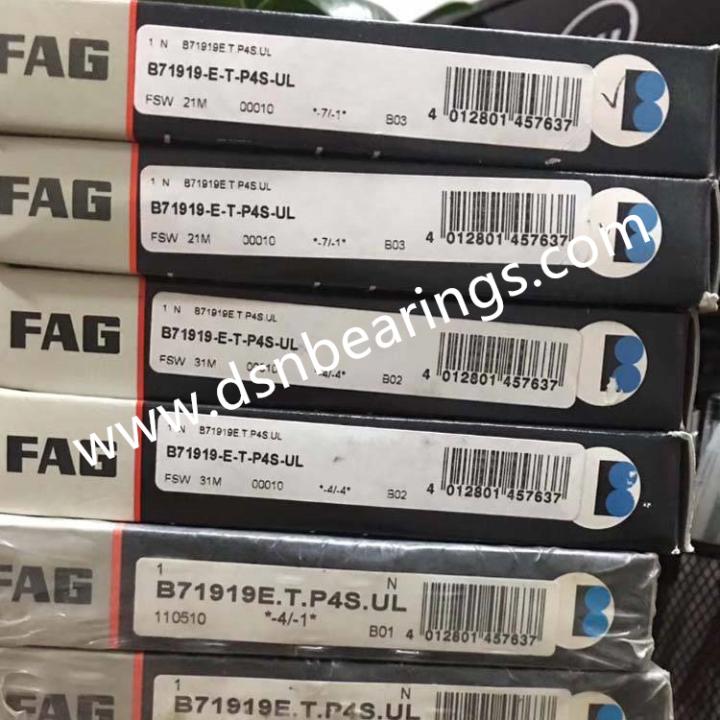 FAG
1 N B71919E.T.P4S.UL
B71919-E-T-P4S-UL
FSW 21M 00010 *-7/-1* B03
4 012801 457637
FAG
1 N B71919E.T.P4S.UL
B71919-E-T-P4S-UL
FSW 21M 00010 *-7/-1* B03
4 012801 457637
FAG
1 N B71919E.T.P4S.UL
B71919-E-T-P4S-UL
FSW 31M 00010 *-4/-4* B02
4 012801 457637
FAG
1 N B71919E.T.P4S.UL
B71919-E-T-P4S-UL
FSW 31M 00010 *-4/-4* B02
4 012801 457637
FAG
1 N
B71919E.T.P4S.UL
110510 *-4/-1* B01
4 012801 457637
FAG
1 N
B71919E.T.P4S.UL
www.dsnbearings.com